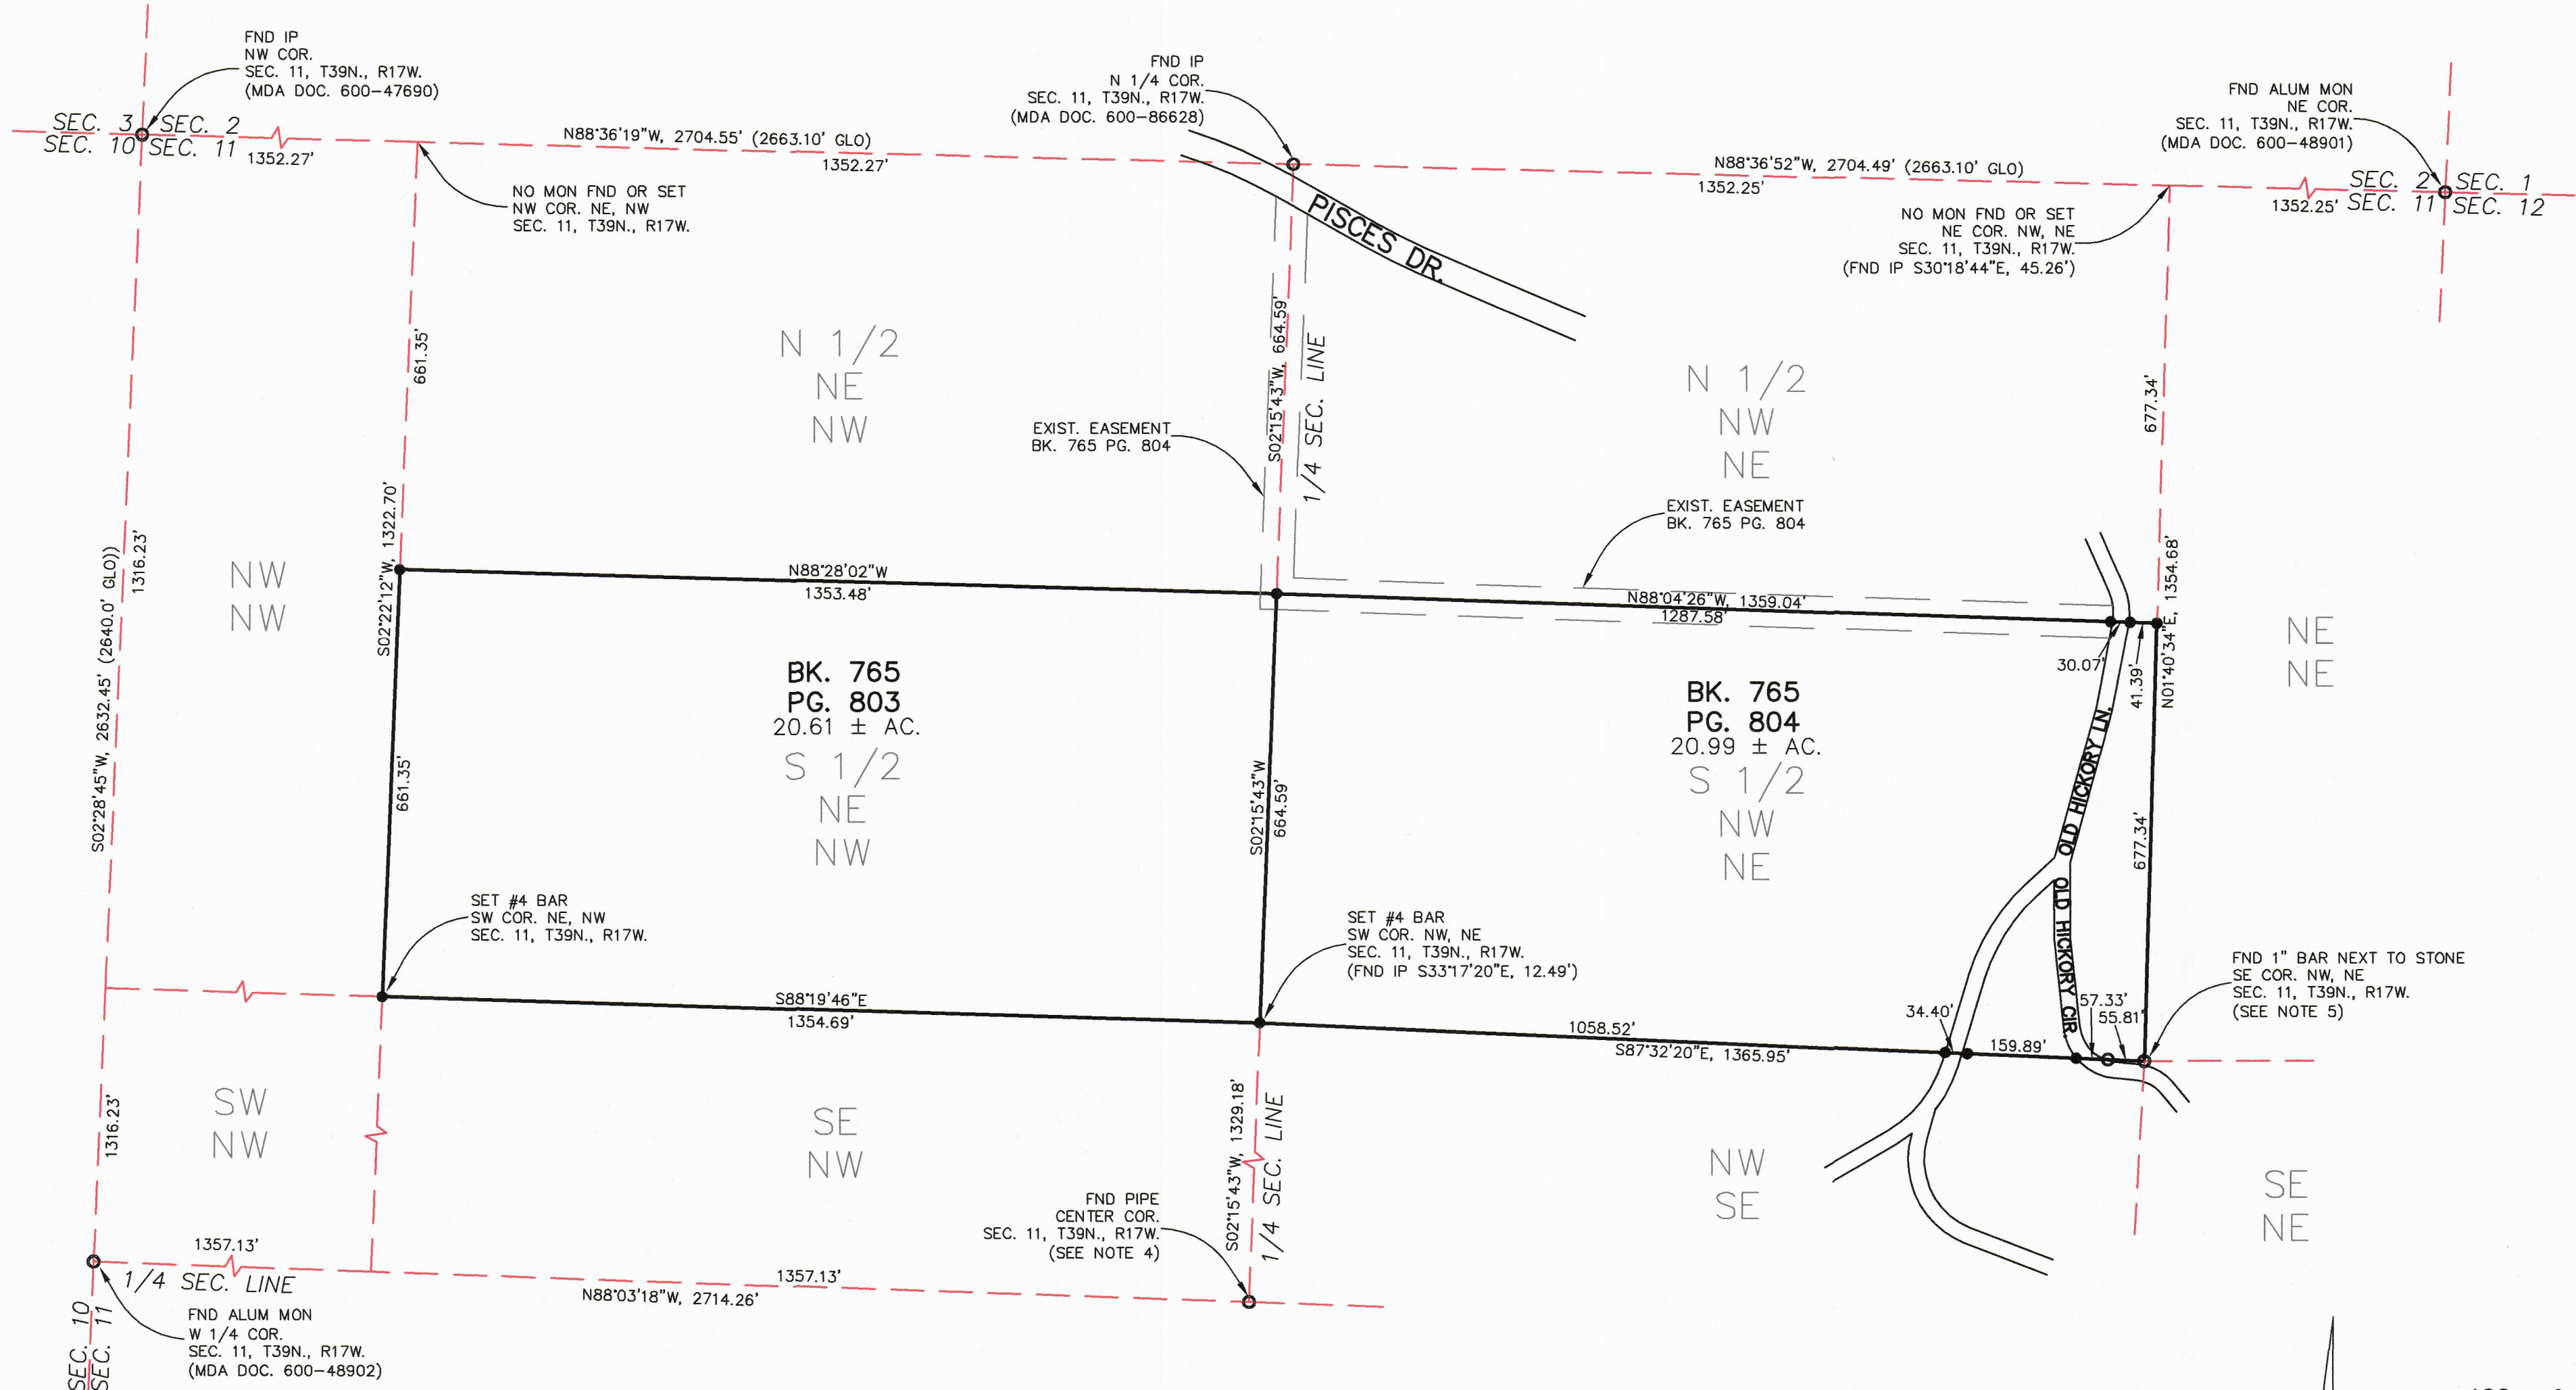 FND IP
NW COR.
SEC. 11, T39N., R17W.
(MDA DOC. 600-47690)
SEC. 3
SEC. 2
SEC. 10
SEC. 11
1352.27'
N88°36'19"W, 2704.55' (2663.10' GLO)
1352.27'
NO MON FND OR SET
NW COR. NE, NW
SEC. 11, T39N., R17W.
FND IP
N 1/4 COR.
SEC. 11, T39N., R17W.
(MDA DOC. 600-86628)
PISCES DR.
N88°36'52"W, 2704.49' (2663.10' GLO)
1352.25'
FND ALUM MON
NE COR.
SEC. 11, T39N., R17W.
(MDA DOC. 600-48901)
SEC. 2
SEC. 1
1352.25'
SEC. 11
SEC. 12
NO MON FND OR SET
NE COR. NW, NE
SEC. 11, T39N., R17W.
(FND IP S30°18'44"E, 45.26')
661.35'
N 1/2
NE
NW
S02°15'43"W, 664.59'
1/4 SEC. LINE
N 1/2
NW
NE
677.34'
EXIST. EASEMENT
BK. 765 PG. 804
EXIST. EASEMENT
BK. 765 PG. 804
S02°28'45"W, 2632.45' (2640.0' GLO))
1316.23'
NW
NW
S02°22'12"W, 1322.70'
N88°28'02"W
1353.48'
N88°04'26"W, 1359.04'
1287.58'
30.07'
41.39'
N01°40'34"E, 1354.68'
NE
NE
BK. 765
PG. 803
20.61 ± AC.
S 1/2
NE
NW
661.35'
S02°15'43"W
664.59'
BK. 765
PG. 804
20.99 ± AC.
S 1/2
NW
NE
OLD HICKORY LN.
677.34'
OLD HICKORY CIR.
SET #4 BAR
SW COR. NE, NW
SEC. 11, T39N., R17W.
SET #4 BAR
SW COR. NW, NE
SEC. 11, T39N., R17W.
(FND IP S33°17'20"E, 12.49')
FND 1" BAR NEXT TO STONE
SE COR. NW, NE
SEC. 11, T39N., R17W.
(SEE NOTE 5)
S88°19'46"E
1354.69'
1058.52'
S87°32'20"E, 1365.95'
34.40'
159.89'
57.33'
55.81'
SW
NW
1316.23'
SE
NW
S02°15'43"W, 1329.18'
1/4 SEC. LINE
NW
SE
SE
NE
FND PIPE
CENTER COR.
SEC. 11, T39N., R17W.
(SEE NOTE 4)
1357.13'
1/4 SEC. LINE
1357.13'
N88°03'18"W, 2714.26'
FND ALUM MON
W 1/4 COR.
SEC. 11, T39N., R17W.
(MDA DOC. 600-48902)
SEC. 10
SEC. 11